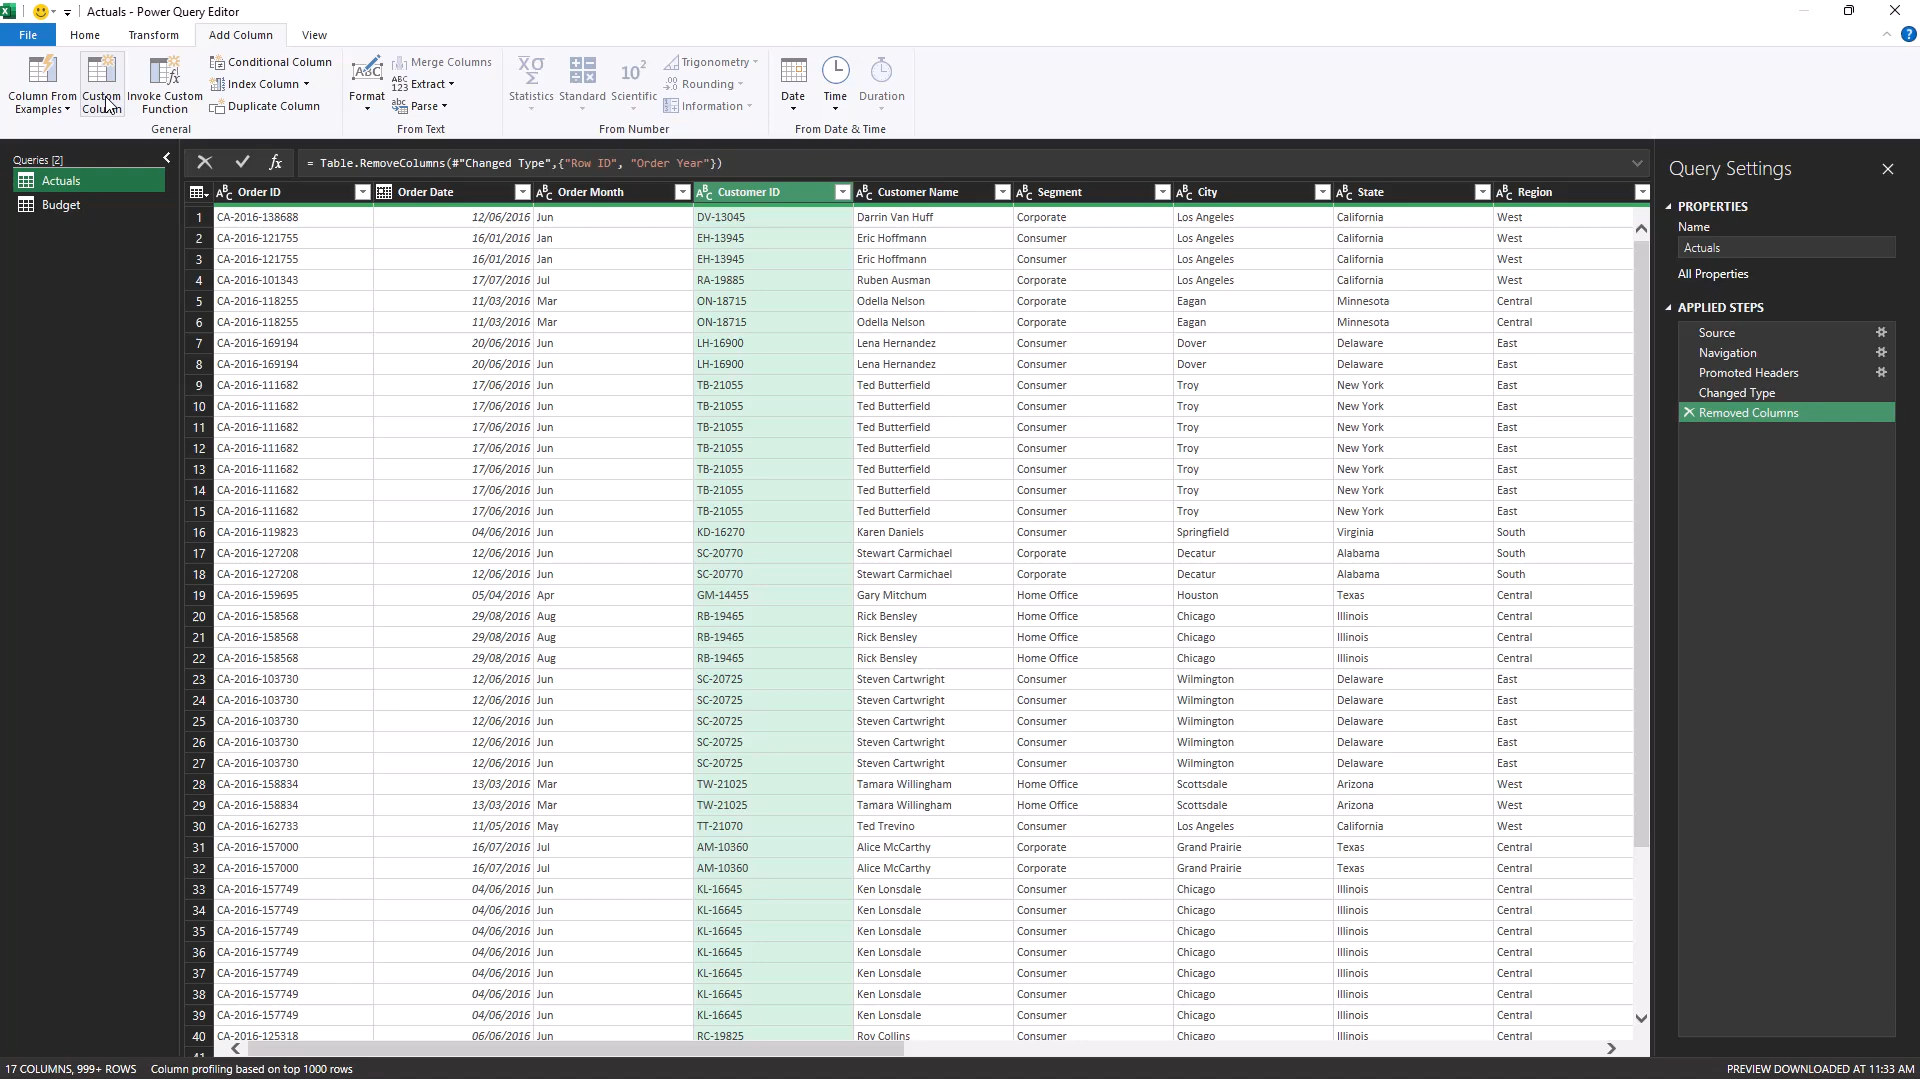 Actuals - Power Query Editor
File Home Transform Add Column View
Column From Examples
Custom Column
Invoke Custom Function
Conditional Column
Index Column
Duplicate Column
General
Format
Merge Columns
Extract
Parse
From Text
Statistics
Standard
Scientific
Trigonometry
Rounding
Information
From Number
Date
Time
Duration
From Date & Time
Queries [2]
Actuals
Budget
= Table.RemoveColumns(#"Changed Type",{"Row ID", "Order Year"})
Order ID Order Date Order Month Customer ID Customer Name Segment City State Region
1 CA-2016-138688 12/06/2016 Jun DV-13045 Darrin Van Huff Corporate Los Angeles California West
2 CA-2016-121755 16/01/2016 Jan EH-13945 Eric Hoffmann Consumer Los Angeles California West
3 CA-2016-121755 16/01/2016 Jan EH-13945 Eric Hoffmann Consumer Los Angeles California West
4 CA-2016-101343 17/07/2016 Jul RA-19885 Ruben Ausman Corporate Los Angeles California West
5 CA-2016-118255 11/03/2016 Mar ON-18715 Odella Nelson Corporate Eagan Minnesota Central
6 CA-2016-118255 11/03/2016 Mar ON-18715 Odella Nelson Corporate Eagan Minnesota Central
7 CA-2016-169194 20/06/2016 Jun LH-16900 Lena Hernandez Consumer Dover Delaware East
8 CA-2016-169194 20/06/2016 Jun LH-16900 Lena Hernandez Consumer Dover Delaware East
9 CA-2016-111682 17/06/2016 Jun TB-21055 Ted Butterfield Consumer Troy New York East
10 CA-2016-111682 17/06/2016 Jun TB-21055 Ted Butterfield Consumer Troy New York East
11 CA-2016-111682 17/06/2016 Jun TB-21055 Ted Butterfield Consumer Troy New York East
12 CA-2016-111682 17/06/2016 Jun TB-21055 Ted Butterfield Consumer Troy New York East
13 CA-2016-111682 17/06/2016 Jun TB-21055 Ted Butterfield Consumer Troy New York East
14 CA-2016-111682 17/06/2016 Jun TB-21055 Ted Butterfield Consumer Troy New York East
15 CA-2016-111682 17/06/2016 Jun TB-21055 Ted Butterfield Consumer Troy New York East
16 CA-2016-119823 04/06/2016 Jun KD-16270 Karen Daniels Consumer Springfield Virginia South
17 CA-2016-127208 12/06/2016 Jun SC-20770 Stewart Carmichael Corporate Decatur Alabama South
18 CA-2016-127208 12/06/2016 Jun SC-20770 Stewart Carmichael Corporate Decatur Alabama South
19 CA-2016-159695 05/04/2016 Apr GM-14455 Gary Mitchum Home Office Houston Texas Central
20 CA-2016-158568 29/08/2016 Aug RB-19465 Rick Bensley Home Office Chicago Illinois Central
21 CA-2016-158568 29/08/2016 Aug RB-19465 Rick Bensley Home Office Chicago Illinois Central
22 CA-2016-158568 29/08/2016 Aug RB-19465 Rick Bensley Home Office Chicago Illinois Central
23 CA-2016-103730 12/06/2016 Jun SC-20725 Steven Cartwright Consumer Wilmington Delaware East
24 CA-2016-103730 12/06/2016 Jun SC-20725 Steven Cartwright Consumer Wilmington Delaware East
25 CA-2016-103730 12/06/2016 Jun SC-20725 Steven Cartwright Consumer Wilmington Delaware East
26 CA-2016-103730 12/06/2016 Jun SC-20725 Steven Cartwright Consumer Wilmington Delaware East
27 CA-2016-103730 12/06/2016 Jun SC-20725 Steven Cartwright Consumer Wilmington Delaware East
28 CA-2016-158834 13/03/2016 Mar TW-21025 Tamara Willingham Home Office Scottsdale Arizona West
29 CA-2016-158834 13/03/2016 Mar TW-21025 Tamara Willingham Home Office Scottsdale Arizona West
30 CA-2016-162733 11/05/2016 May TT-21070 Ted Trevino Consumer Los Angeles California West
31 CA-2016-157000 16/07/2016 Jul AM-10360 Alice McCarthy Corporate Grand Prairie Texas Central
32 CA-2016-157000 16/07/2016 Jul AM-10360 Alice McCarthy Corporate Grand Prairie Texas Central
33 CA-2016-157749 04/06/2016 Jun KL-16645 Ken Lonsdale Consumer Chicago Illinois Central
34 CA-2016-157749 04/06/2016 Jun KL-16645 Ken Lonsdale Consumer Chicago Illinois Central
35 CA-2016-157749 04/06/2016 Jun KL-16645 Ken Lonsdale Consumer Chicago Illinois Central
36 CA-2016-157749 04/06/2016 Jun KL-16645 Ken Lonsdale Consumer Chicago Illinois Central
37 CA-2016-157749 04/06/2016 Jun KL-16645 Ken Lonsdale Consumer Chicago Illinois Central
38 CA-2016-157749 04/06/2016 Jun KL-16645 Ken Lonsdale Consumer Chicago Illinois Central
39 CA-2016-157749 04/06/2016 Jun KL-16645 Ken Lonsdale Consumer Chicago Illinois Central
40 CA-2016-125318 06/06/2016 Jun RC-19825 Roy Collins Consumer Chicago Illinois Central
41
Query Settings
PROPERTIES
Name
Actuals
All Properties
APPLIED STEPS
Source
Navigation
Promoted Headers
Changed Type
Removed Columns
17 COLUMNS, 999+ ROWS Column profiling based on top 1000 rows
PREVIEW DOWNLOADED AT 11:33 AM